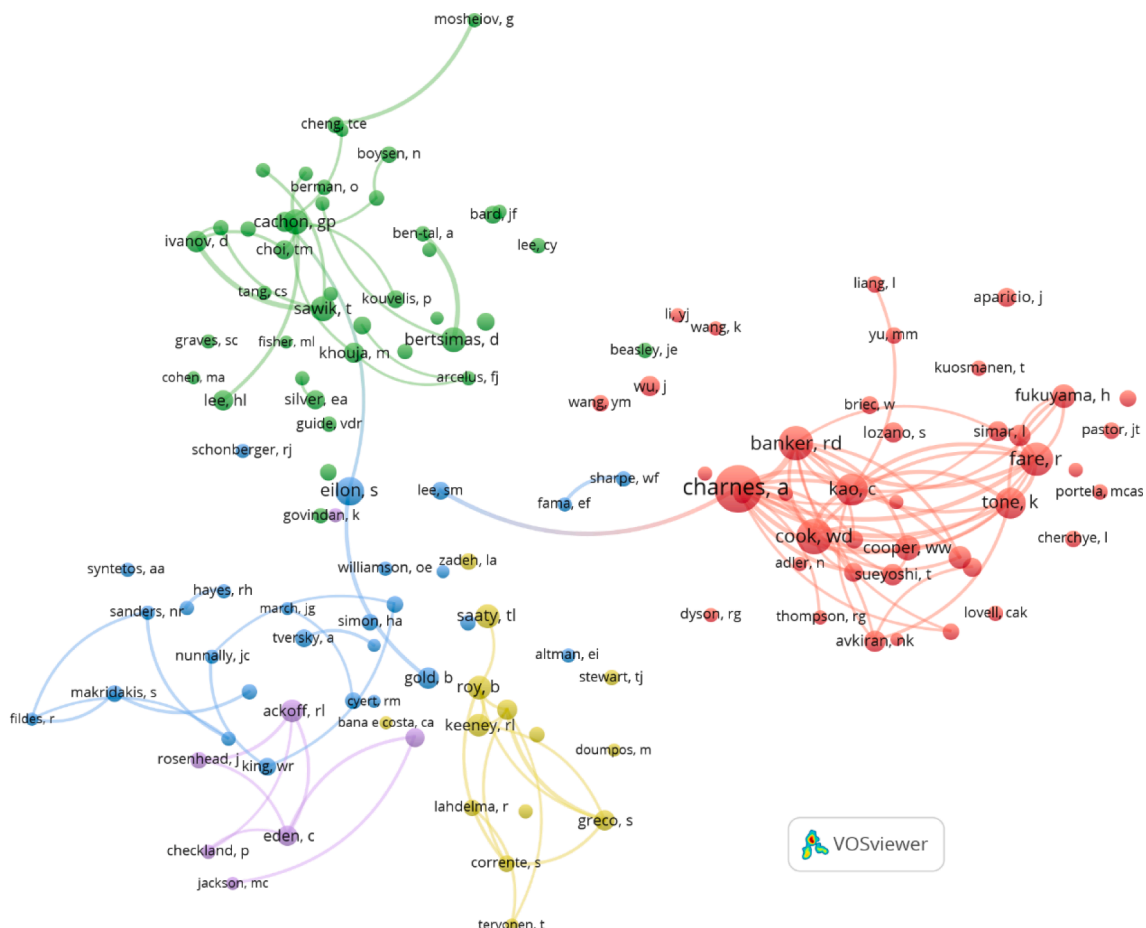 mosheiov, g
cheng, tce
boysen, n
berman, o
cachon, gp
bard, jf
ben-tal, a
ivanov, d
choi, tm
lee, cy
liang, l
tang, cs
kouvelis, p
aparicio, j
sawik, t
li, yj
wang, k
yu, mm
graves, sc
fisher, ml
bertsimas, d
khouja, m
beasley, je
kuosmanen, t
cohen, ma
arcelus, fj
wu, j
fukuyama, h
lee, hl
silver, ea
wang, ym
briec, w
guide, vdr
lozano, s
simar, l
pastor, jt
schonberger, rj
banker, rd
fare, r
sharpe, wf
eilon, s
lee, sm
charnes, a
kao, c
portela, mcas
fama, ef
tone, k
govindan, k
cook, wd
cherchye, l
cooper, ww
zadeh, la
adler, n
syntetos, aa
williamson, oe
sueyoshi, t
hayes, rh
sanders, nr
march, jg
saaty, tl
dyson, rg
thompson, rg
lovell, cak
simon, ha
tversky, a
avkiran, nk
nunnally, jc
altman, ei
gold, b
stewart, tj
roy, b
makridakis, s
cyert, rm
ackoff, rl
fildes, r
bana e costa, ca
keeney, rl
doumpos, m
rosenhead, j
king, wr
lahdelma, r
greco, s
eden, c
VOSviewer
checkland, p
corrente, s
jackson, mc
tervonen, t